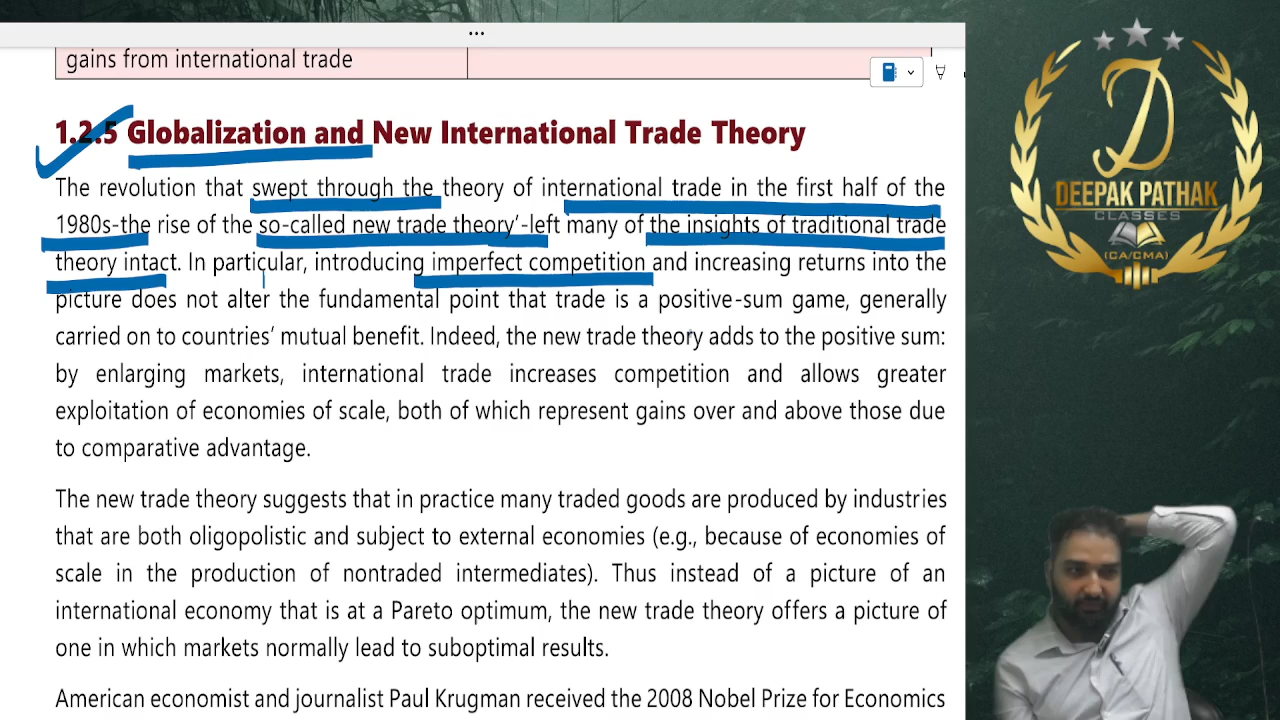 gains from international trade
1.2.5 Globalization and New International Trade Theory
The revolution that swept through the theory of international trade in the first half of the
1980s-the rise of the so-called new trade theory’-left many of the insights of traditional trade
theory intact. In particular, introducing imperfect competition and increasing returns into the
picture does not alter the fundamental point that trade is a positive-sum game, generally
carried on to countries’ mutual benefit. Indeed, the new trade theory adds to the positive sum:
by enlarging markets, international trade increases competition and allows greater
exploitation of economies of scale, both of which represent gains over and above those due
to comparative advantage.
The new trade theory suggests that in practice many traded goods are produced by industries
that are both oligopolistic and subject to external economies (e.g., because of economies of
scale in the production of nontraded intermediates). Thus instead of a picture of an
international economy that is at a Pareto optimum, the new trade theory offers a picture of
one in which markets normally lead to suboptimal results.
American economist and journalist Paul Krugman received the 2008 Nobel Prize for Economics
D
DEEPAK PATHAK
CLASSES
(CA/CMA)